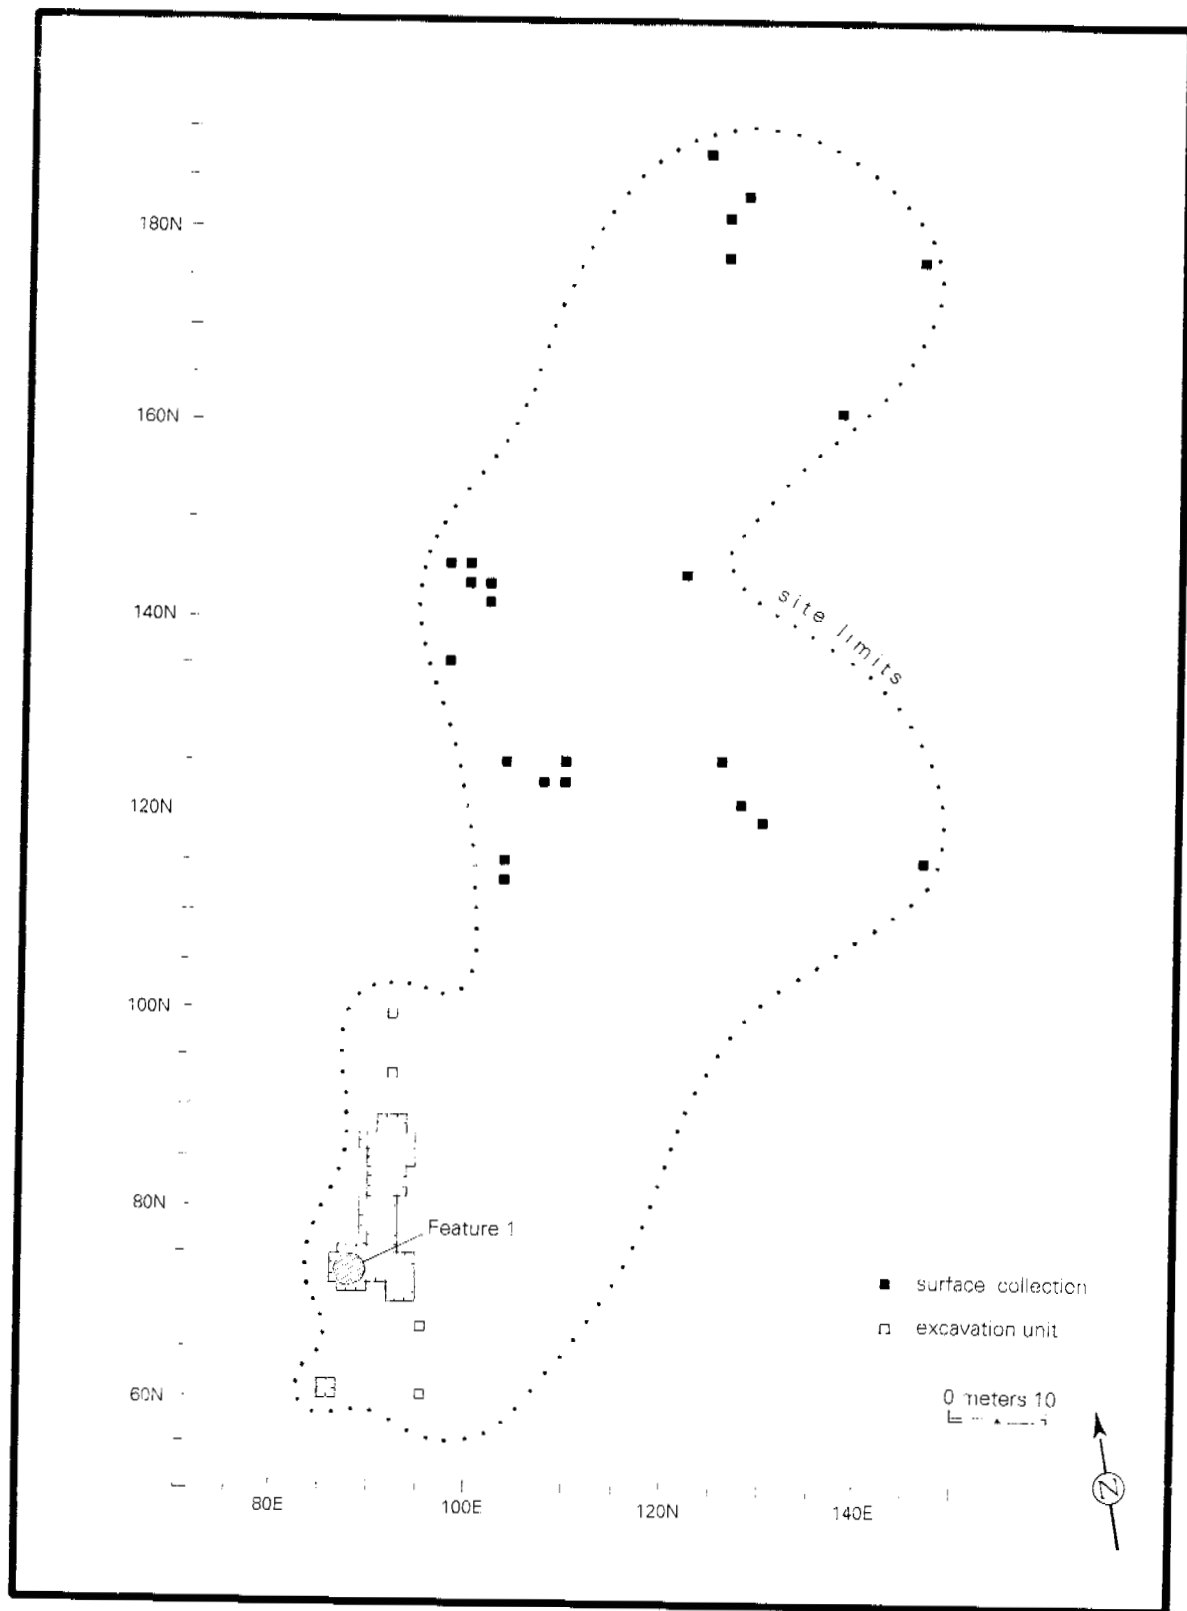 180N
160N
site limits
140N
120N
100N
80N
Feature 1
surface collection
excavation unit
60N
0 meters 10
80E
100E
120N
140E
Z